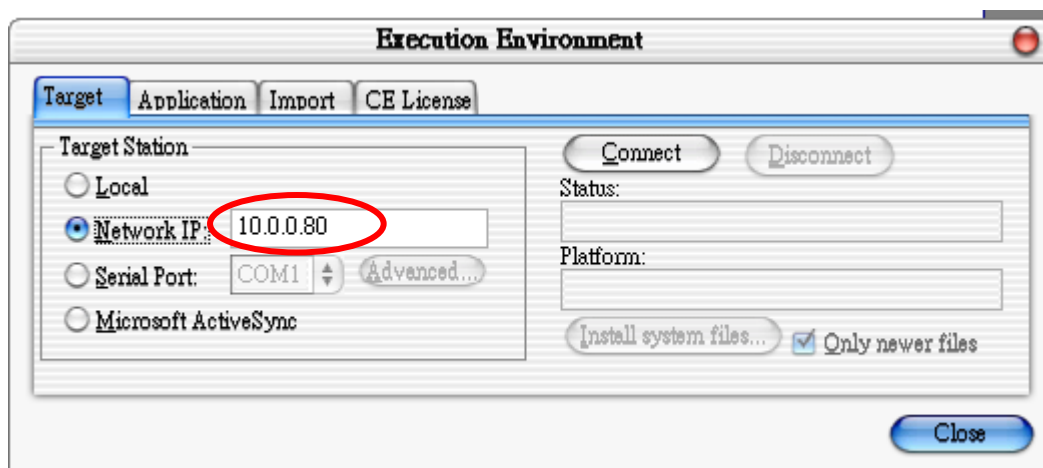 Execution Environment
Target Application Import CE License
Target Station
Local
Network IP: 10.0.0.80
Serial Port: COM1 Advanced...
Microsoft ActiveSync
Connect Disconnect
Status:
Platform:
Install system files... Only newer files
Close